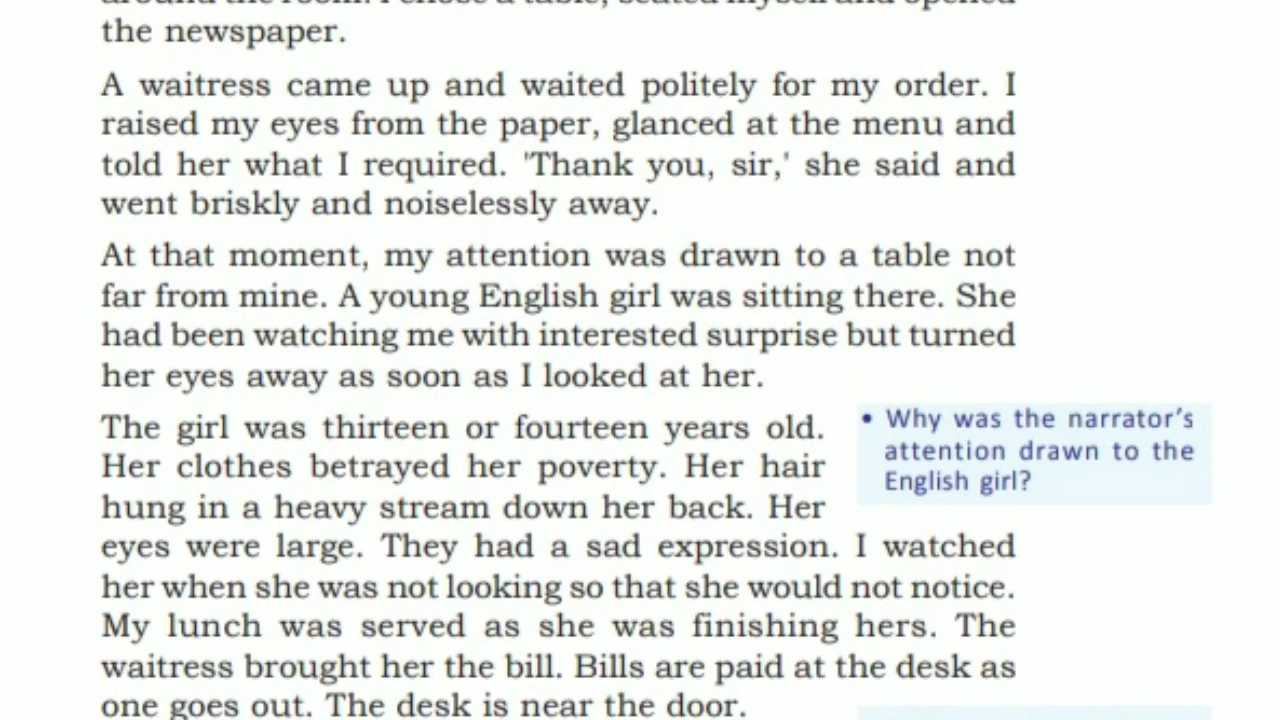 the newspaper.
A waitress came up and waited politely for my order. I
raised my eyes from the paper, glanced at the menu and
told her what I required. 'Thank you, sir,' she said and
went briskly and noiselessly away.
At that moment, my attention was drawn to a table not
far from mine. A young English girl was sitting there. She
had been watching me with interested surprise but turned
her eyes away as soon as I looked at her.
The girl was thirteen or fourteen years old.
Her clothes betrayed her poverty. Her hair
hung in a heavy stream down her back. Her
eyes were large. They had a sad expression. I watched
her when she was not looking so that she would not notice.
My lunch was served as she was finishing hers. The
waitress brought her the bill. Bills are paid at the desk as
one goes out. The desk is near the door.
• Why was the narrator's
attention drawn to the
English girl?